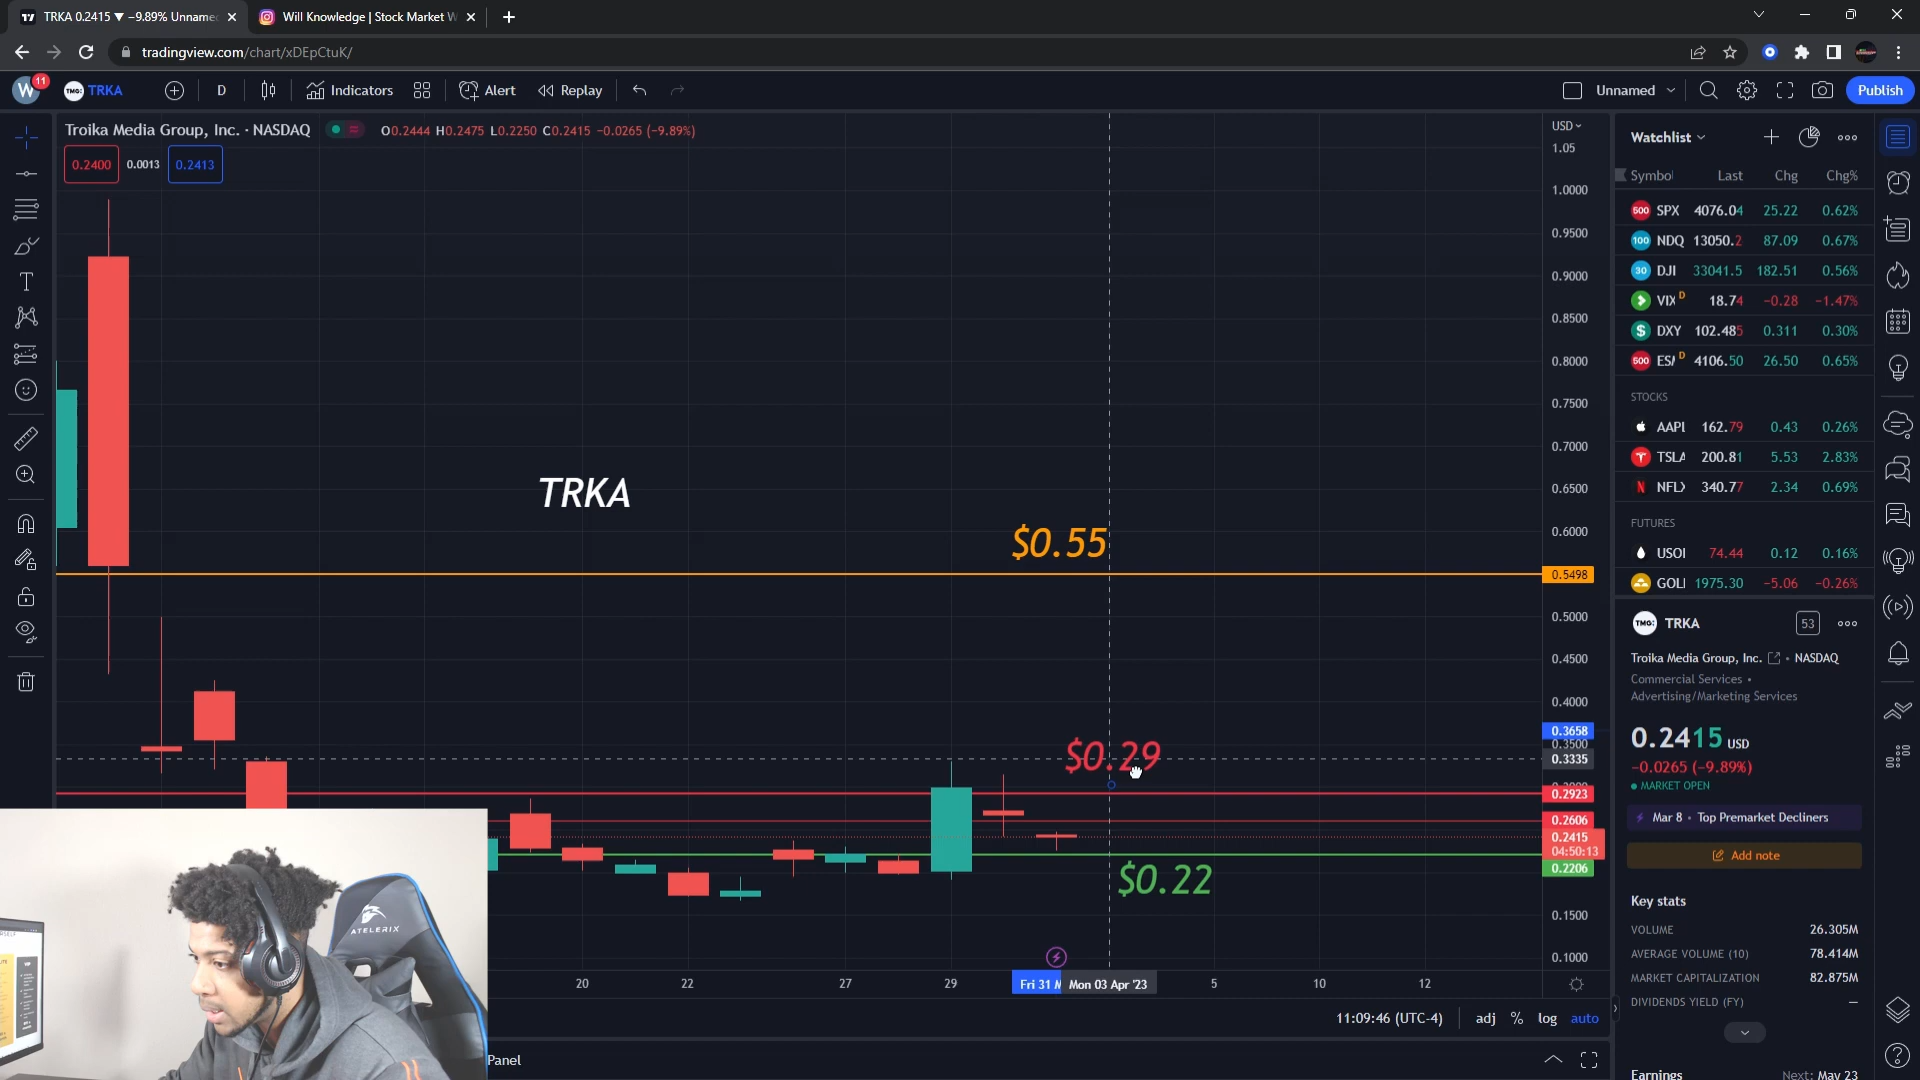 TRKA 0.2415 ▼ −9.89% Unname
Will Knowledge | Stock Market W
tradingview.com/chart/xDEpCtuK/
W
11
TRKA
D
Indicators
Alert
Replay
Unnamed
Publish
Troika Media Group, Inc. · NASDAQ
O0.2444 H0.2475 L0.2250 C0.2415 −0.0265 (−9.89%)
0.2400
0.0013
0.2413
TRKA
$0.55
$0.29
$0.22
USD
1.05
1.0000
0.9500
0.9000
0.8500
0.8000
0.7500
0.7000
0.6500
0.6000
0.5498
0.5000
0.4500
0.4000
0.3658
0.3500
0.3335
0.2923
0.2606
0.2415
04:50:13
0.2206
0.1500
0.1000
20
22
27
29
Fri 31 M
Mon 03 Apr '23
5
10
12
11:09:46 (UTC-4)
adj
%
log
auto
Panel
ATELERIX
Watchlist
Symbol Last Chg Chg%
500 SPX 4076.04 25.22 0.62%
100 NDQ 13050.2 87.09 0.67%
30 DJI 33041.5 182.51 0.56%
VIX D 18.74 −0.28 −1.47%
$ DXY 102.485 0.311 0.30%
500 ES D 4106.50 26.50 0.65%
STOCKS
AAPL 162.79 0.43 0.26%
TSLA 200.81 5.53 2.83%
NFLX 340.77 2.34 0.69%
FUTURES
USOI 74.44 0.12 0.16%
GOLI 1975.30 −5.06 −0.26%
TMG: TRKA
53
Troika Media Group, Inc. · NASDAQ
Commercial Services •
Advertising/Marketing Services
0.2415 USD
−0.0265 (−9.89%)
MARKET OPEN
Mar 8 · Top Premarket Decliners
Add note
Key stats
VOLUME 26.305M
AVERAGE VOLUME (10) 78.414M
MARKET CAPITALIZATION 82.875M
DIVIDENDS YIELD (FY) —
Earnings Next: May 23